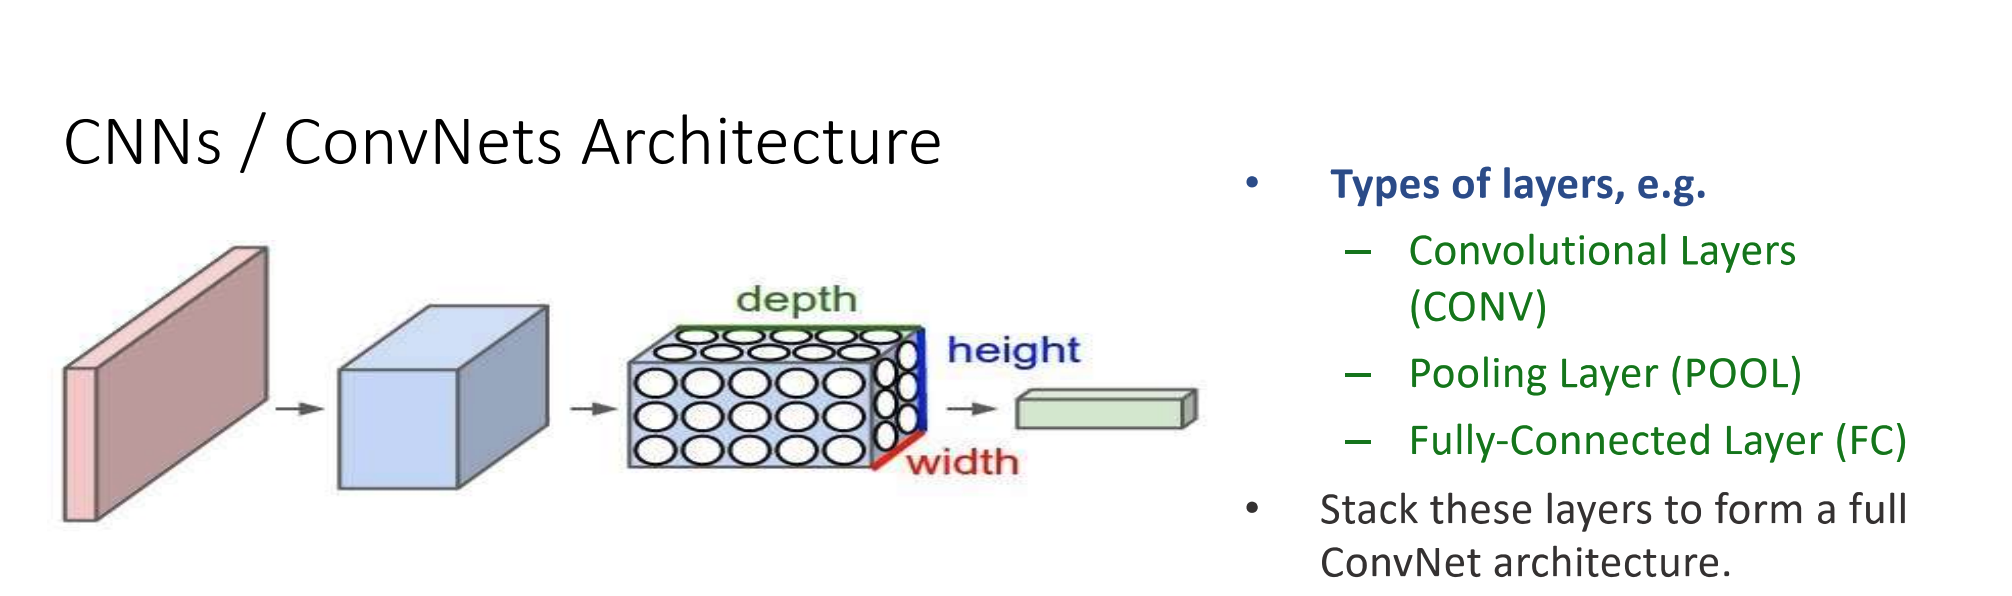 CNNs / ConvNets Architecture
depth
height
width
• Types of layers, e.g.
– Convolutional Layers
(CONV)
– Pooling Layer (POOL)
– Fully-Connected Layer (FC)
• Stack these layers to form a full
ConvNet architecture.